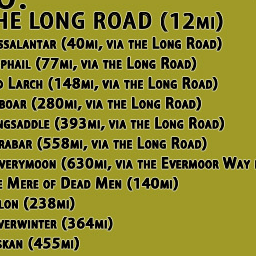 HE LONG ROAD (12MI)
SSALANTAR (40MI, VIA THE LONG ROAD)
PHAIL (77MI, VIA THE LONG ROAD)
D LARCH (148MI, VIA THE LONG ROAD)
BOAR (280MI, VIA THE LONG ROAD)
NGSADDLE (393MI, VIA THE LONG ROAD)
RABAR (558MI, VIA THE LONG ROAD)
VERYMOON (630MI, VIA THE EVERMOOR WAY
E MERE OF DEAD MEN (140MI)
LON (238MI)
VERWINTER (364MI)
SKAN (455MI)